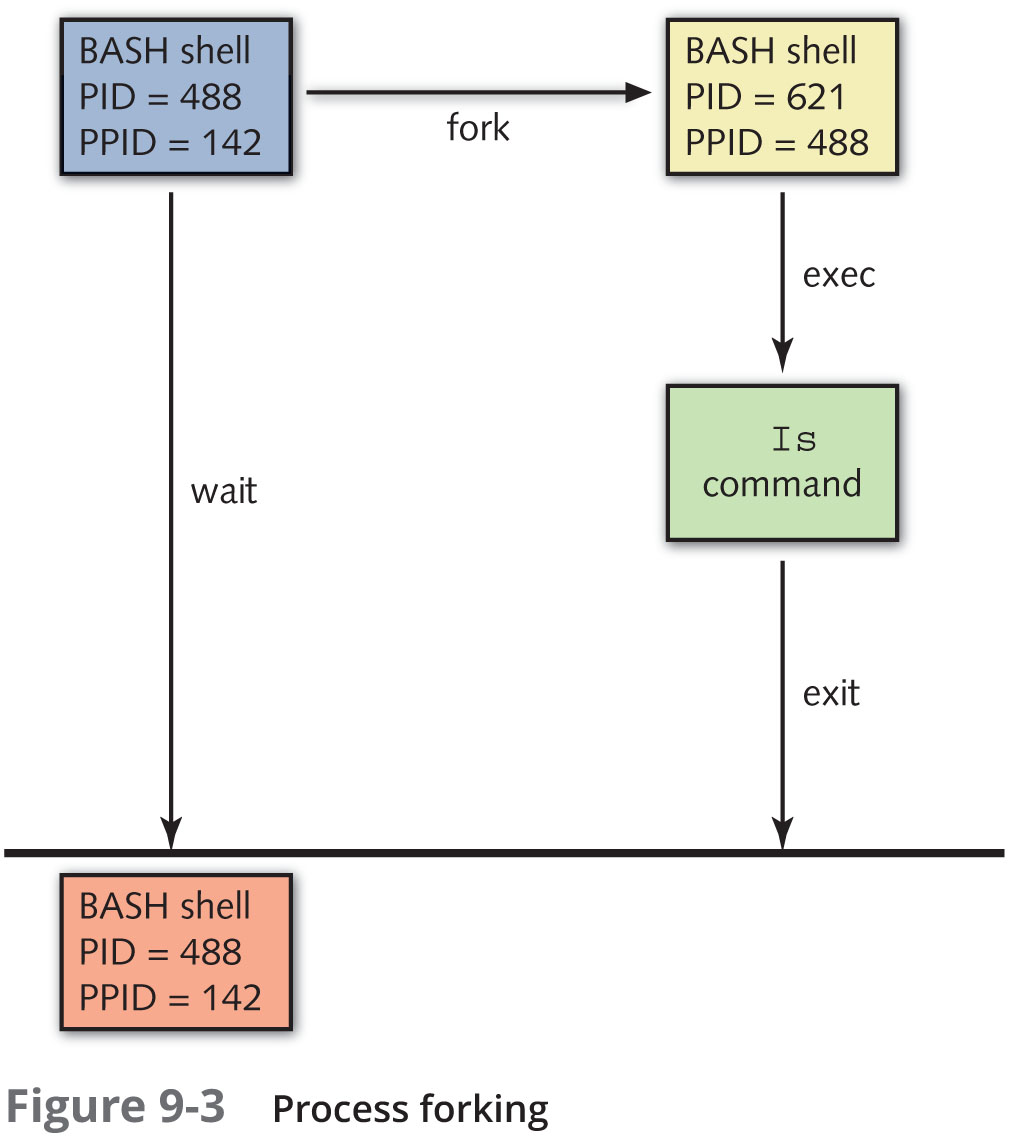 BASH shell
PID = 488
PPID = 142
fork
BASH shell
PID = 621
PPID = 488
exec
Is
command
wait
exit
BASH shell
PID = 488
PPID = 142
Figure 9-3 Process forking